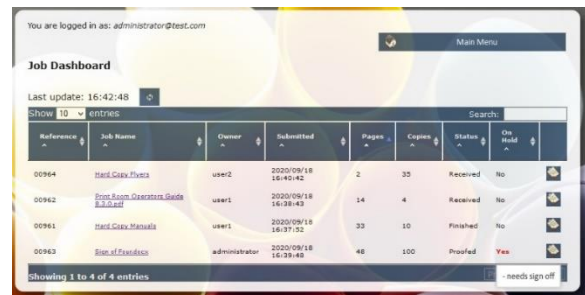 You are logged in as: administrator@test.com
Main Menu
Job Dashboard
Last update: 16:42:48
Show 10 entries
Search:
Reference Job Name Owner Submitted Pages Copies Status On Hold
00964 Hard Copy Flyers user2 2020/09/18 16:40:42 2 35 Received No
00962 Print Room Operators Guide 8.3.0.pdf user1 2020/09/18 16:38:43 14 4 Received No
00961 Hard Copy Manuals user1 2020/09/18 16:37:52 33 10 Finished No
00963 administrator 2020/09/18 16:39:48 48 100 Proofed Yes
Showing 1 to 4 of 4 entries
- needs sign off